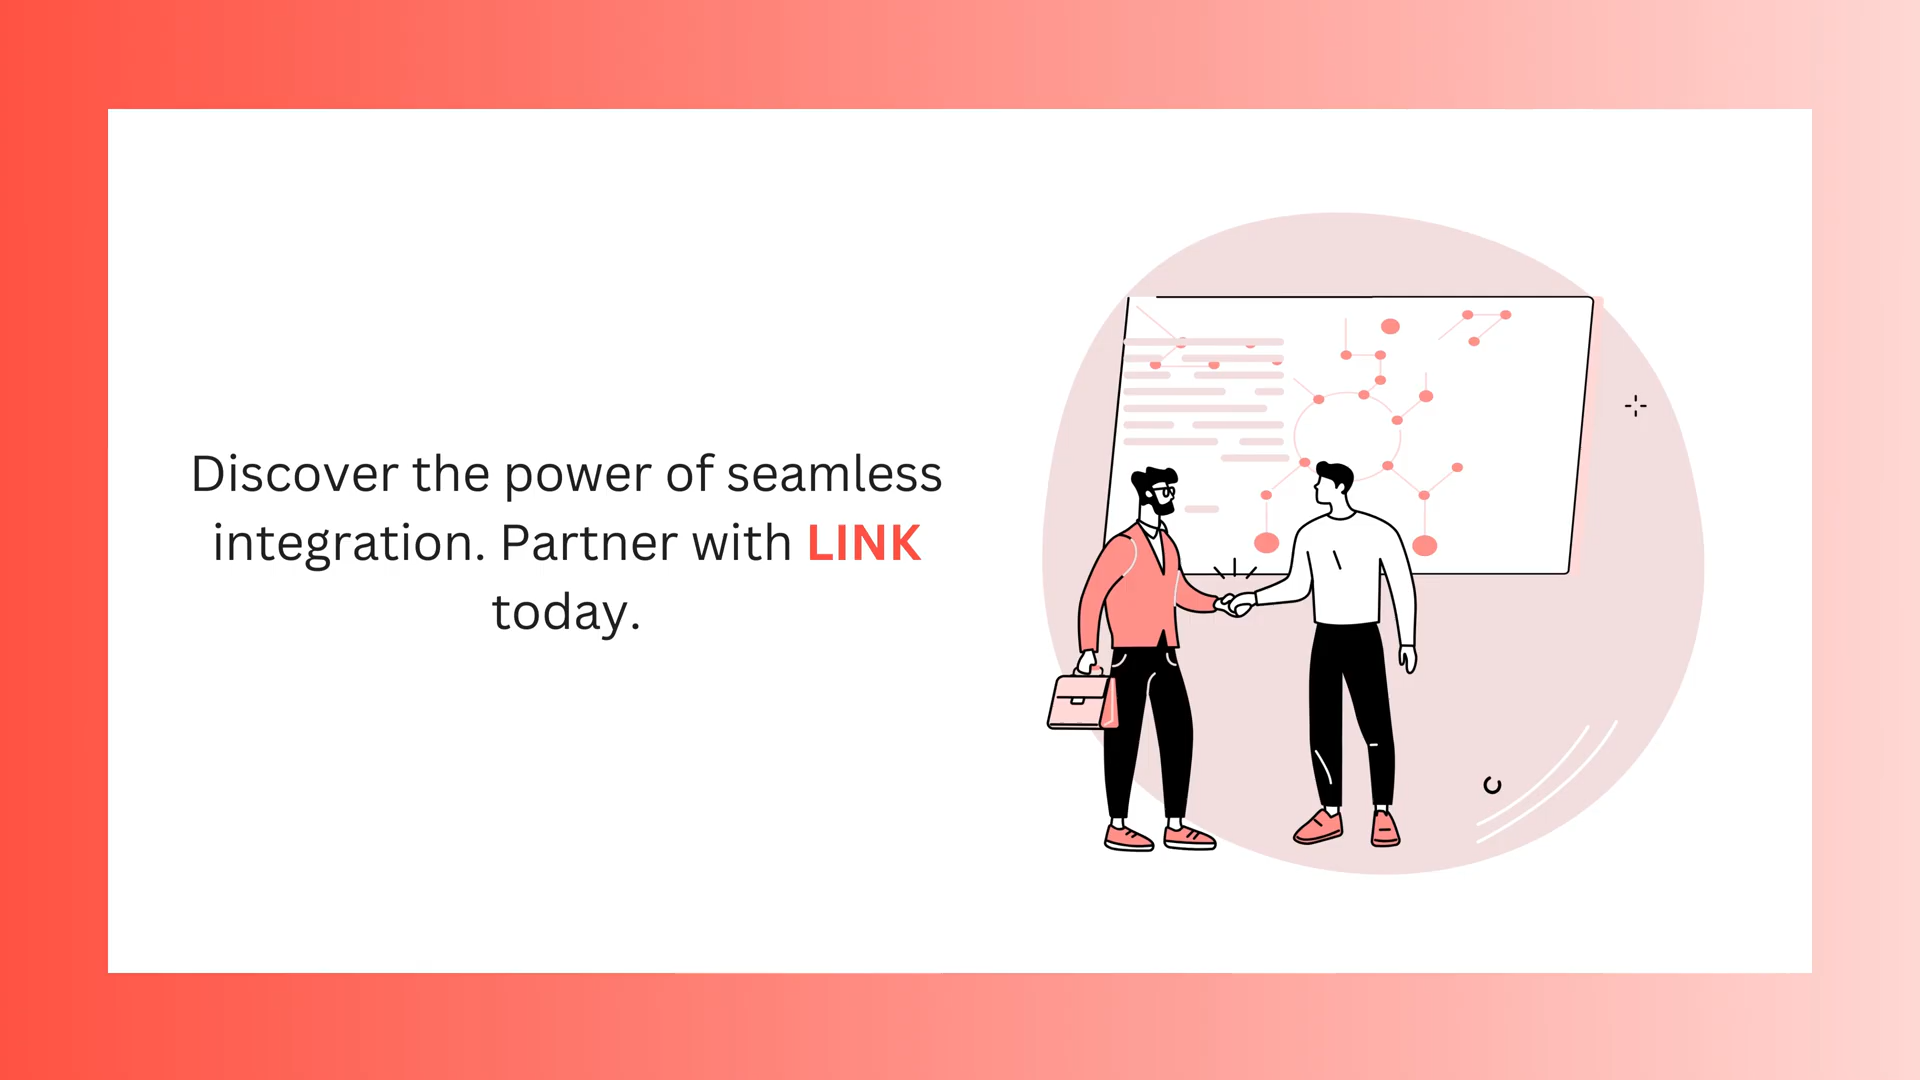 Discover the power of seamless
integration. Partner with LINK
today.